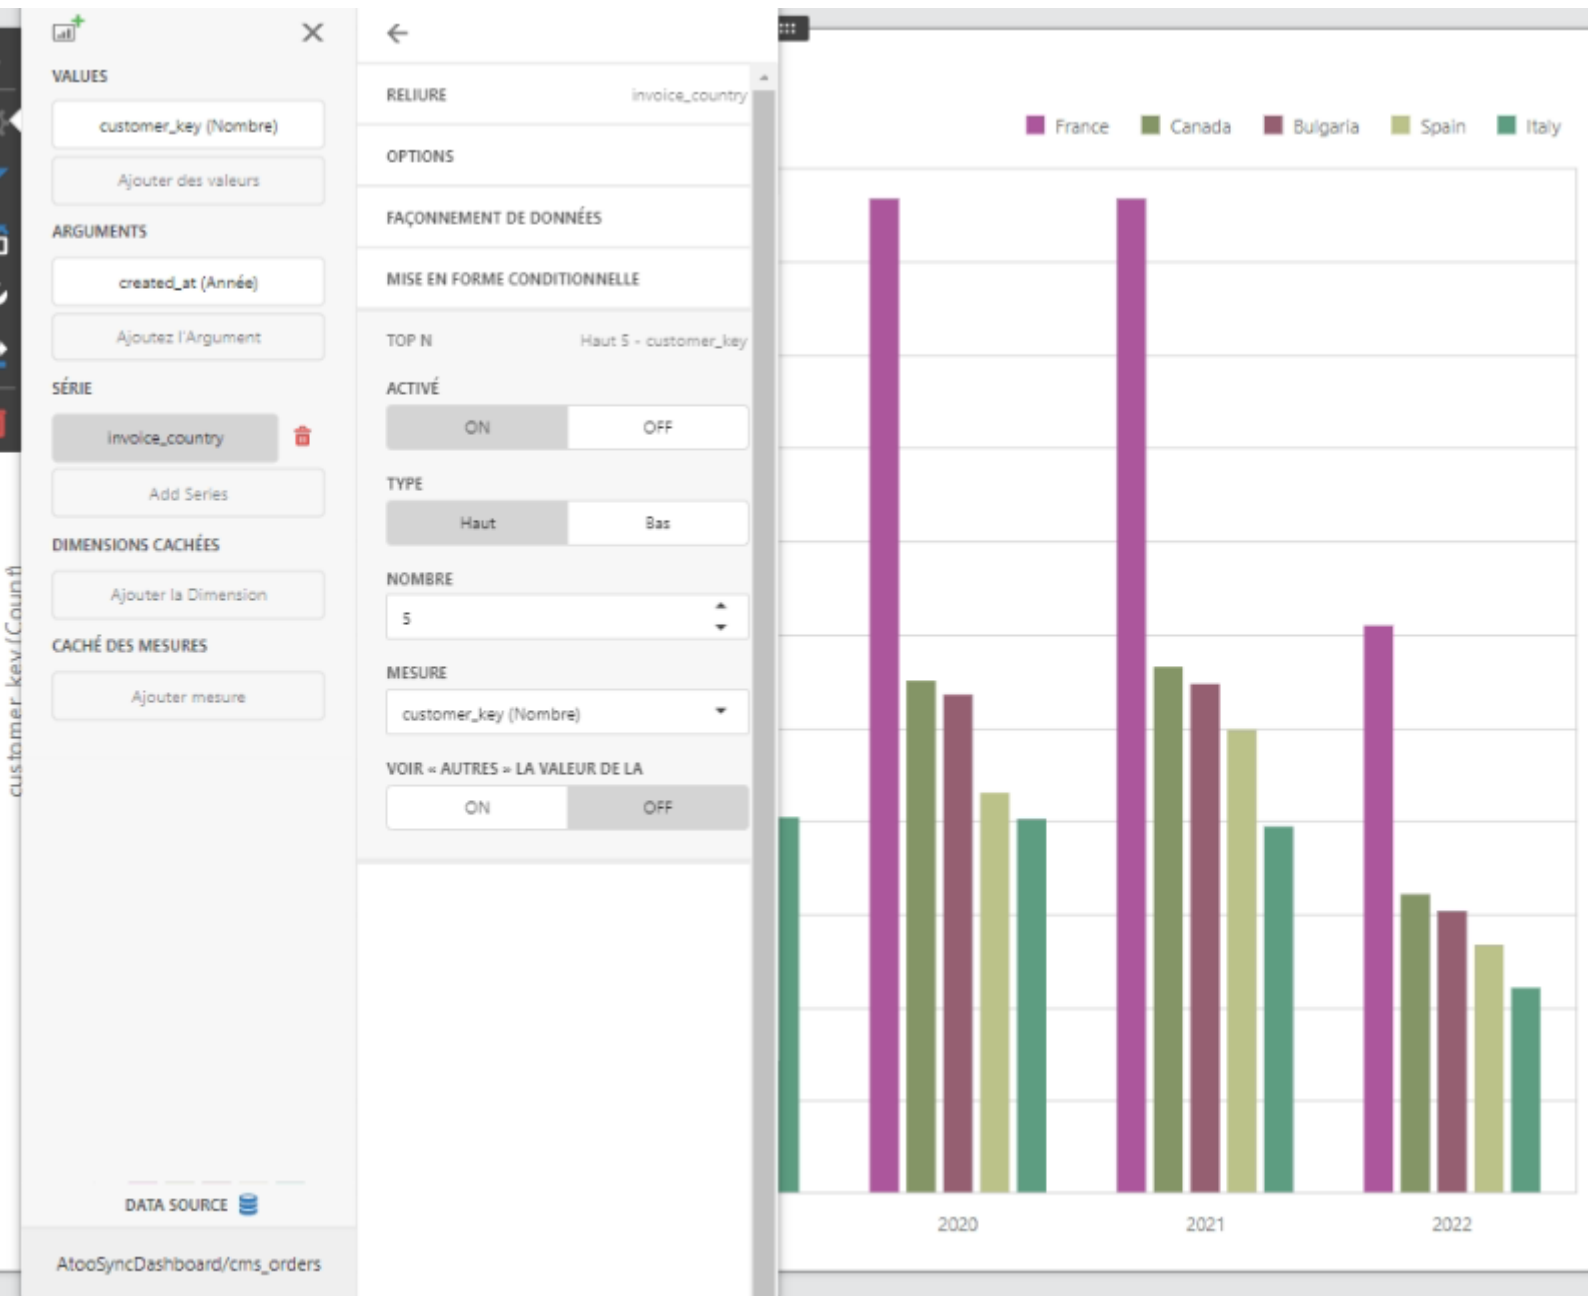 VALUES
customer_key (Nombre)
Ajouter des valeurs
ARGUMENTS
created_at (Année)
Ajoutez l'Argument
SÉRIE
invoice_country
Add Series
DIMENSIONS CACHÉES
Ajouter la Dimension
CACHÉ DES MESURES
Ajouter mesure
DATA SOURCE
AtooSyncDashboard/cms_orders
RELIURE invoice_country
OPTIONS
FAÇONNEMENT DE DONNÉES
MISE EN FORME CONDITIONNELLE
TOP N Haut 5 - customer_key
ACTIVÉ
ON OFF
TYPE
Haut Bas
NOMBRE
5
MESURE
customer_key (Nombre)
VOIR « AUTRES » LA VALEUR DE LA
ON OFF
customer_key (Count)
France Canada Bulgaria Spain Italy
2020 2021 2022